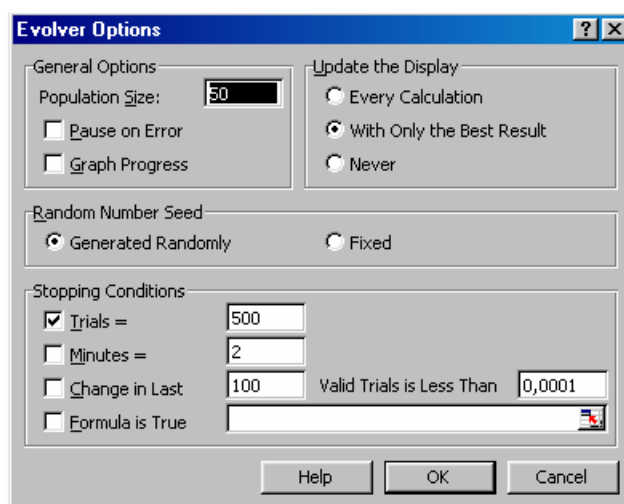 Evolver Options
General Options
Population Size: 50
Pause on Error
Graph Progress
Update the Display
Every Calculation
With Only the Best Result
Never
Random Number Seed
Generated Randomly
Fixed
Stopping Conditions
Trials = 500
Minutes = 2
Change in Last 100 Valid Trials is Less Than 0,0001
Formula is True
Help OK Cancel